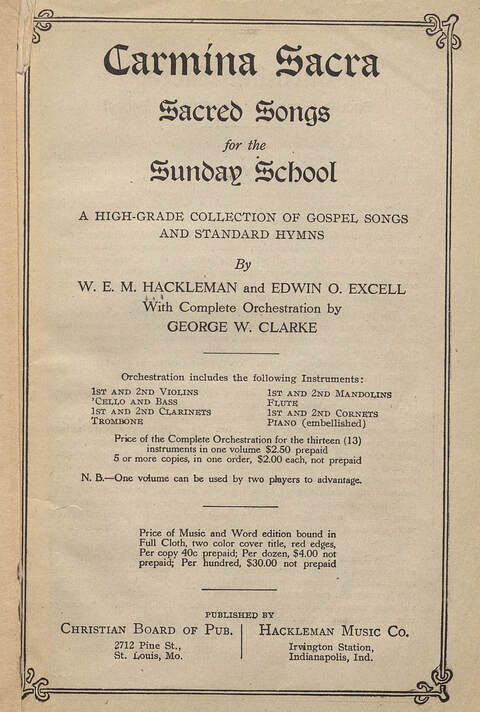 Carmina Sacra
Sacred Songs
for the
Sunday School
A HIGH-GRADE COLLECTION OF GOSPEL SONGS
AND STANDARD HYMNS
By
W. E. M. HACKLEMAN and EDWIN O. EXCELL
With Complete Orchestration by
GEORGE W. CLARKE
Orchestration includes the following Instruments:
1ST AND 2ND VIOLINS
'CELLO AND BASS
1ST AND 2ND CLARINETS
TROMBONE
1ST AND 2ND MANDOLINS
FLUTE
1ST AND 2ND CORNETS
PIANO (embellished)
Price of the Complete Orchestration for the thirteen (13)
instruments in one volume $2.50 prepaid
5 or more copies, in one order, $2.00 each, not prepaid
N. B.—One volume can be used by two players to advantage.
Price of Music and Word edition bound in
Full Cloth, two color cover title, red edges,
Per copy 40c prepaid; Per dozen, $4.00 not
prepaid; Per hundred, $30.00 not prepaid
PUBLISHED BY
CHRISTIAN BOARD OF PUB.
2712 Pine St.,
St. Louis, Mo.
HACKLEMAN MUSIC CO.
Irvington Station,
Indianapolis, Ind.